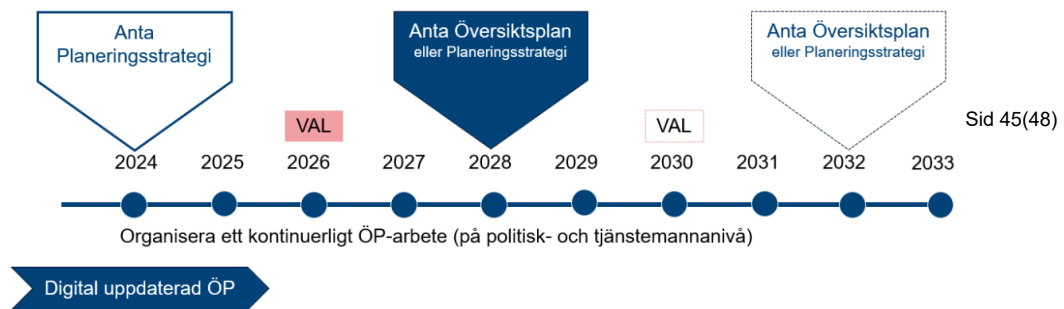 Anta
Planeringsstrategi
Anta Översiktsplan
eller Planeringsstrategi
Anta Översiktsplan
eller Planeringsstrategi
VAL
VAL
Sid 45(48)
2024 2025 2026 2027 2028 2029 2030 2031 2032 2033
Organisera ett kontinuerligt ÖP-arbete (på politisk- och tjänstemannanivå)
Digital uppdaterad ÖP